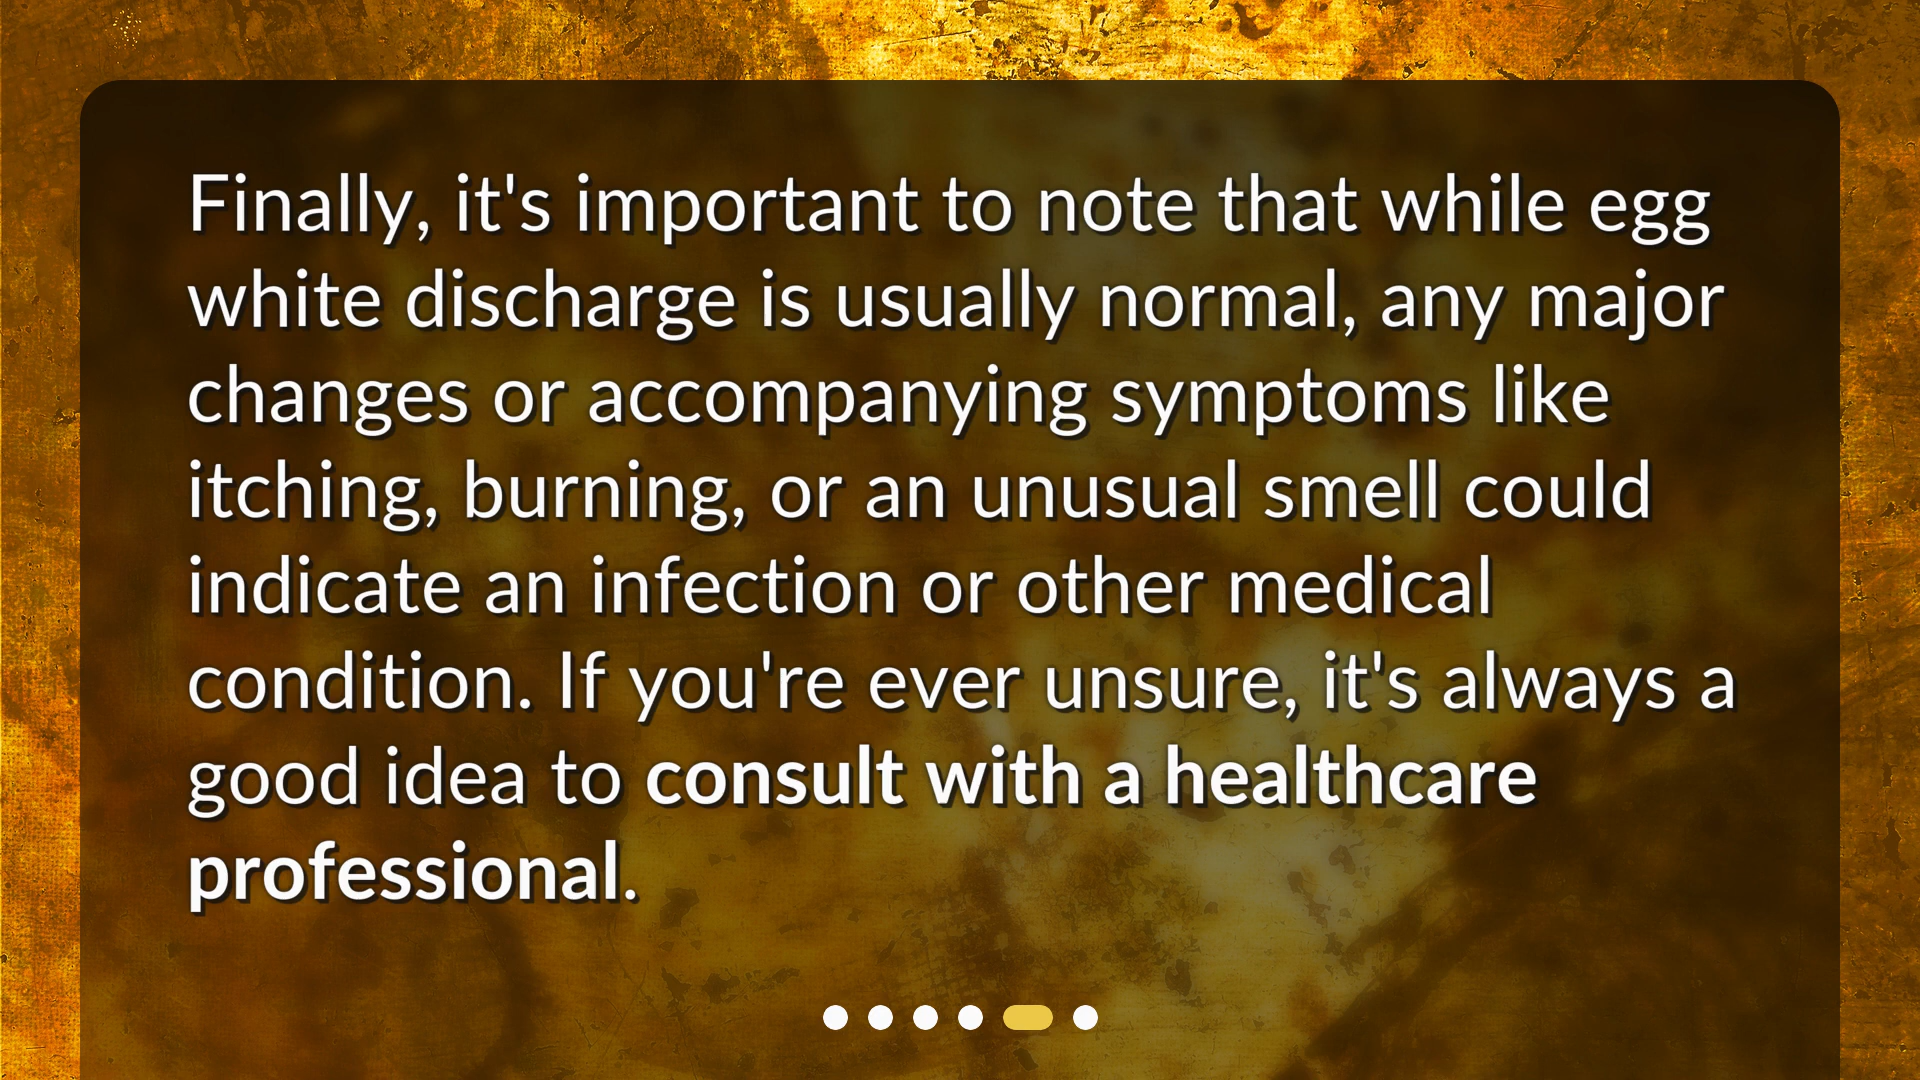 Finally, it's important to note that while egg
white discharge is usually normal, any major
changes or accompanying symptoms like
itching, burning, or an unusual smell could
indicate an infection or other medical
condition. If you're ever unsure, it's always a
good idea to consult with a healthcare
professional.